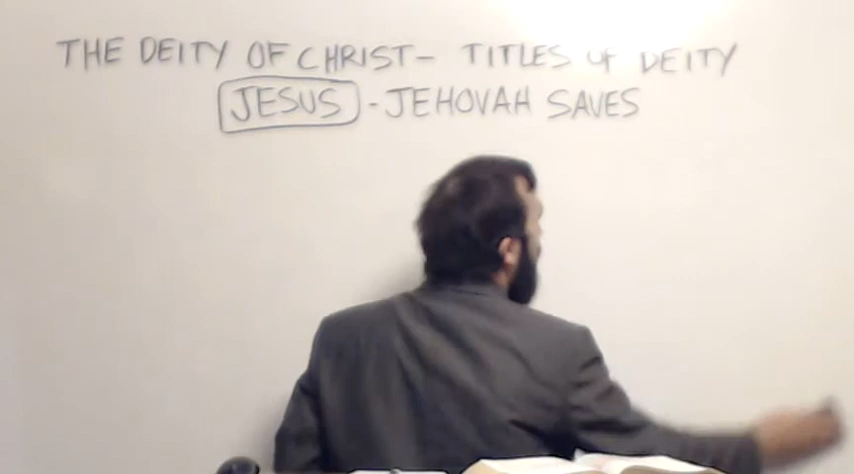 THE DEITY OF CHRIST- TITLES OF DEITY
JESUS - JEHOVAH SAVES